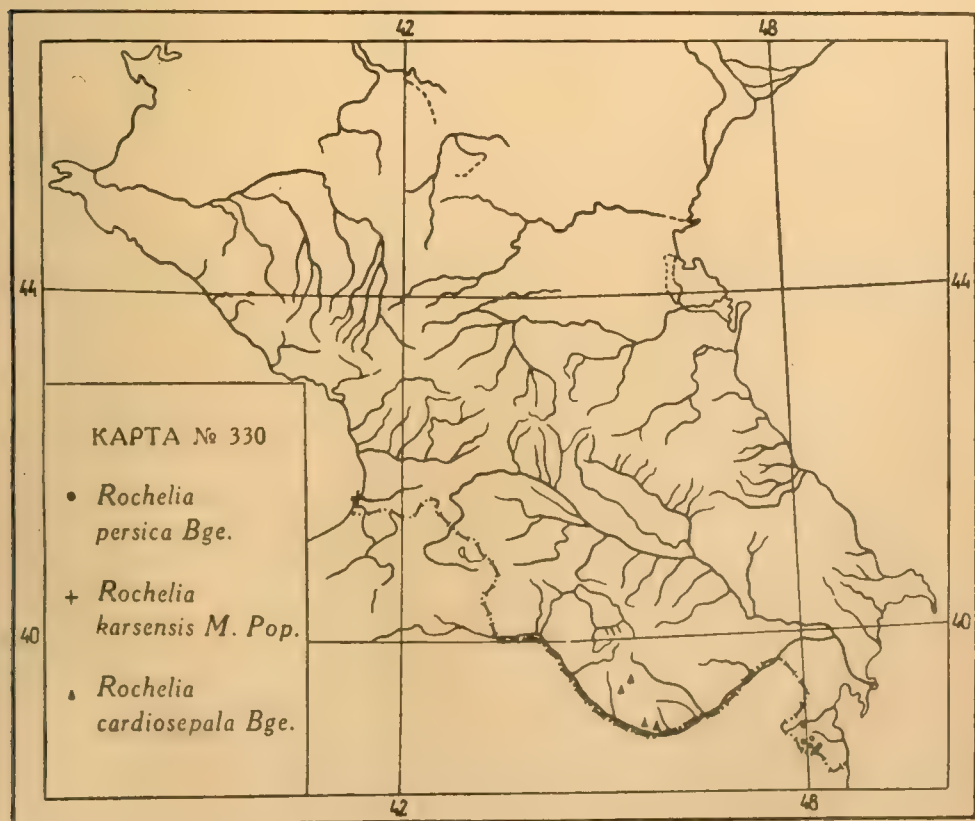 42 48
44 44
КАРТА № 330
Rochelia
persica Bge.
Rochelia
karsensis M. Pop.
40 40
Rochelia
cardiosepala Bge.
42 48